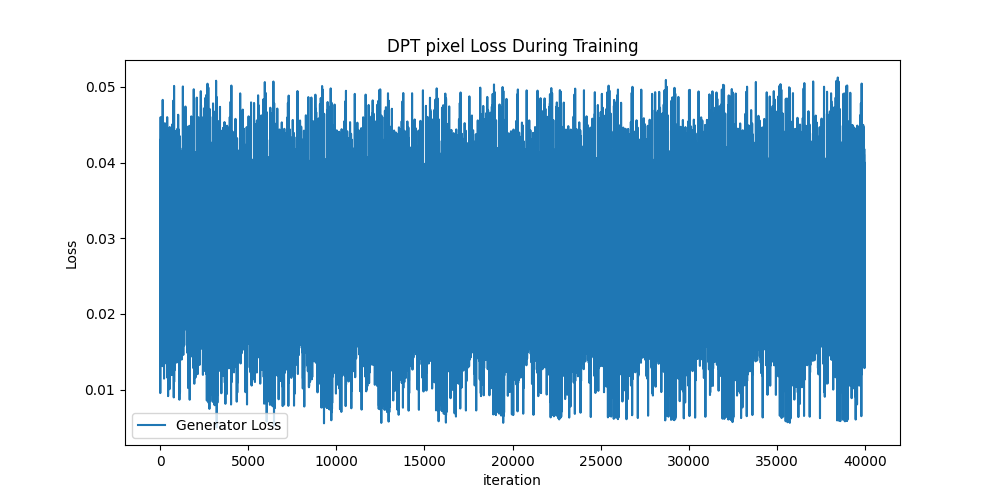 DPT pixel Loss During Training
Loss
0.05
0.04
0.03
0.02
0.01
Generator Loss
0 5000 10000 15000 20000 25000 30000 35000 40000
iteration